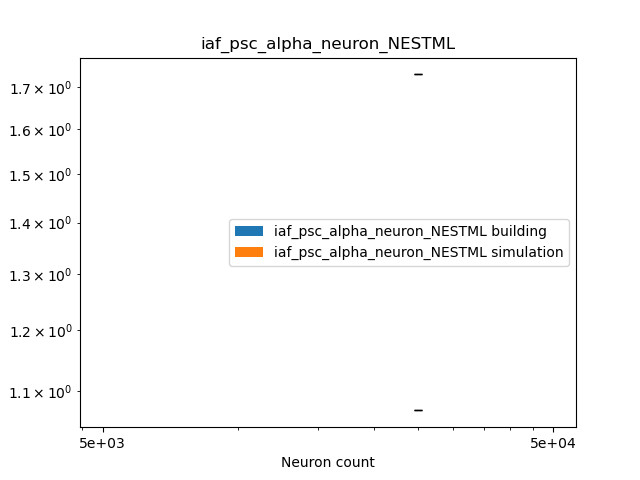 iaf_psc_alpha_neuron_NESTML
1.7 × 10⁰
1.6 × 10⁰
1.5 × 10⁰
1.4 × 10⁰
1.3 × 10⁰
1.2 × 10⁰
1.1 × 10⁰
iaf_psc_alpha_neuron_NESTML building
iaf_psc_alpha_neuron_NESTML simulation
5e+03 5e+04
Neuron count